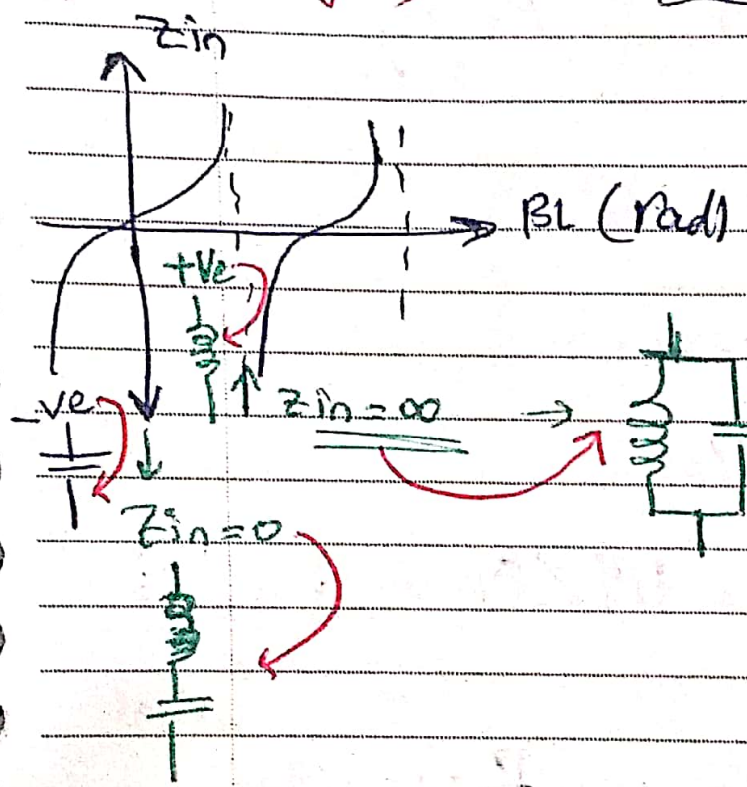 Zin
βL (rad)
+Ve
-ve
Zin = ∞ →
Zin = 0